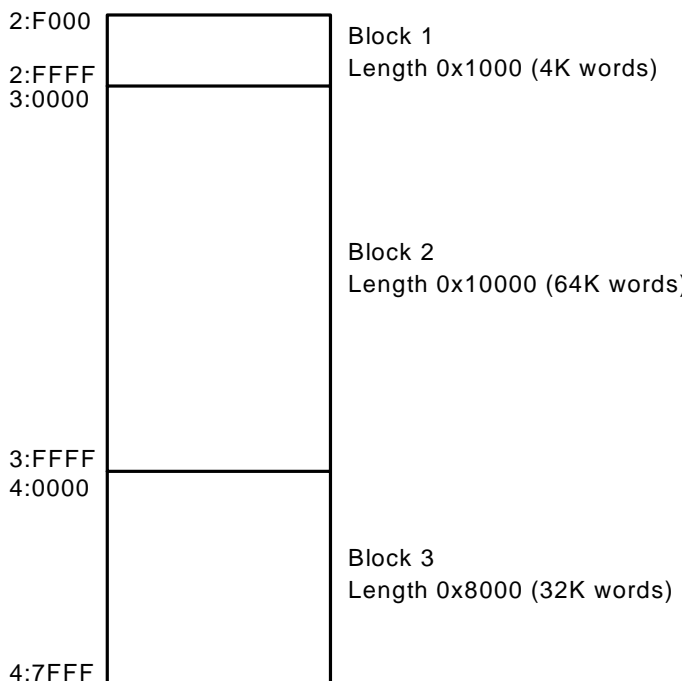 2:F000
Block 1
Length 0x1000 (4K words)
2:FFFF
3:0000
Block 2
Length 0x10000 (64K words)
3:FFFF
4:0000
Block 3
Length 0x8000 (32K words)
4:7FFF